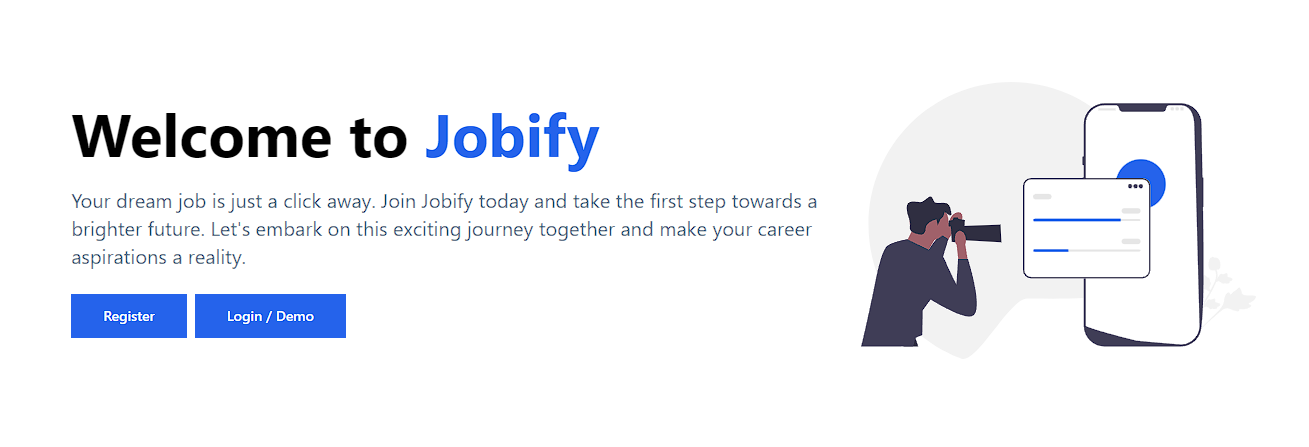 Welcome to Jobify
Your dream job is just a click away. Join Jobify today and take the first step towards a
brighter future. Let's embark on this exciting journey together and make your career
aspirations a reality.
Register
Login / Demo